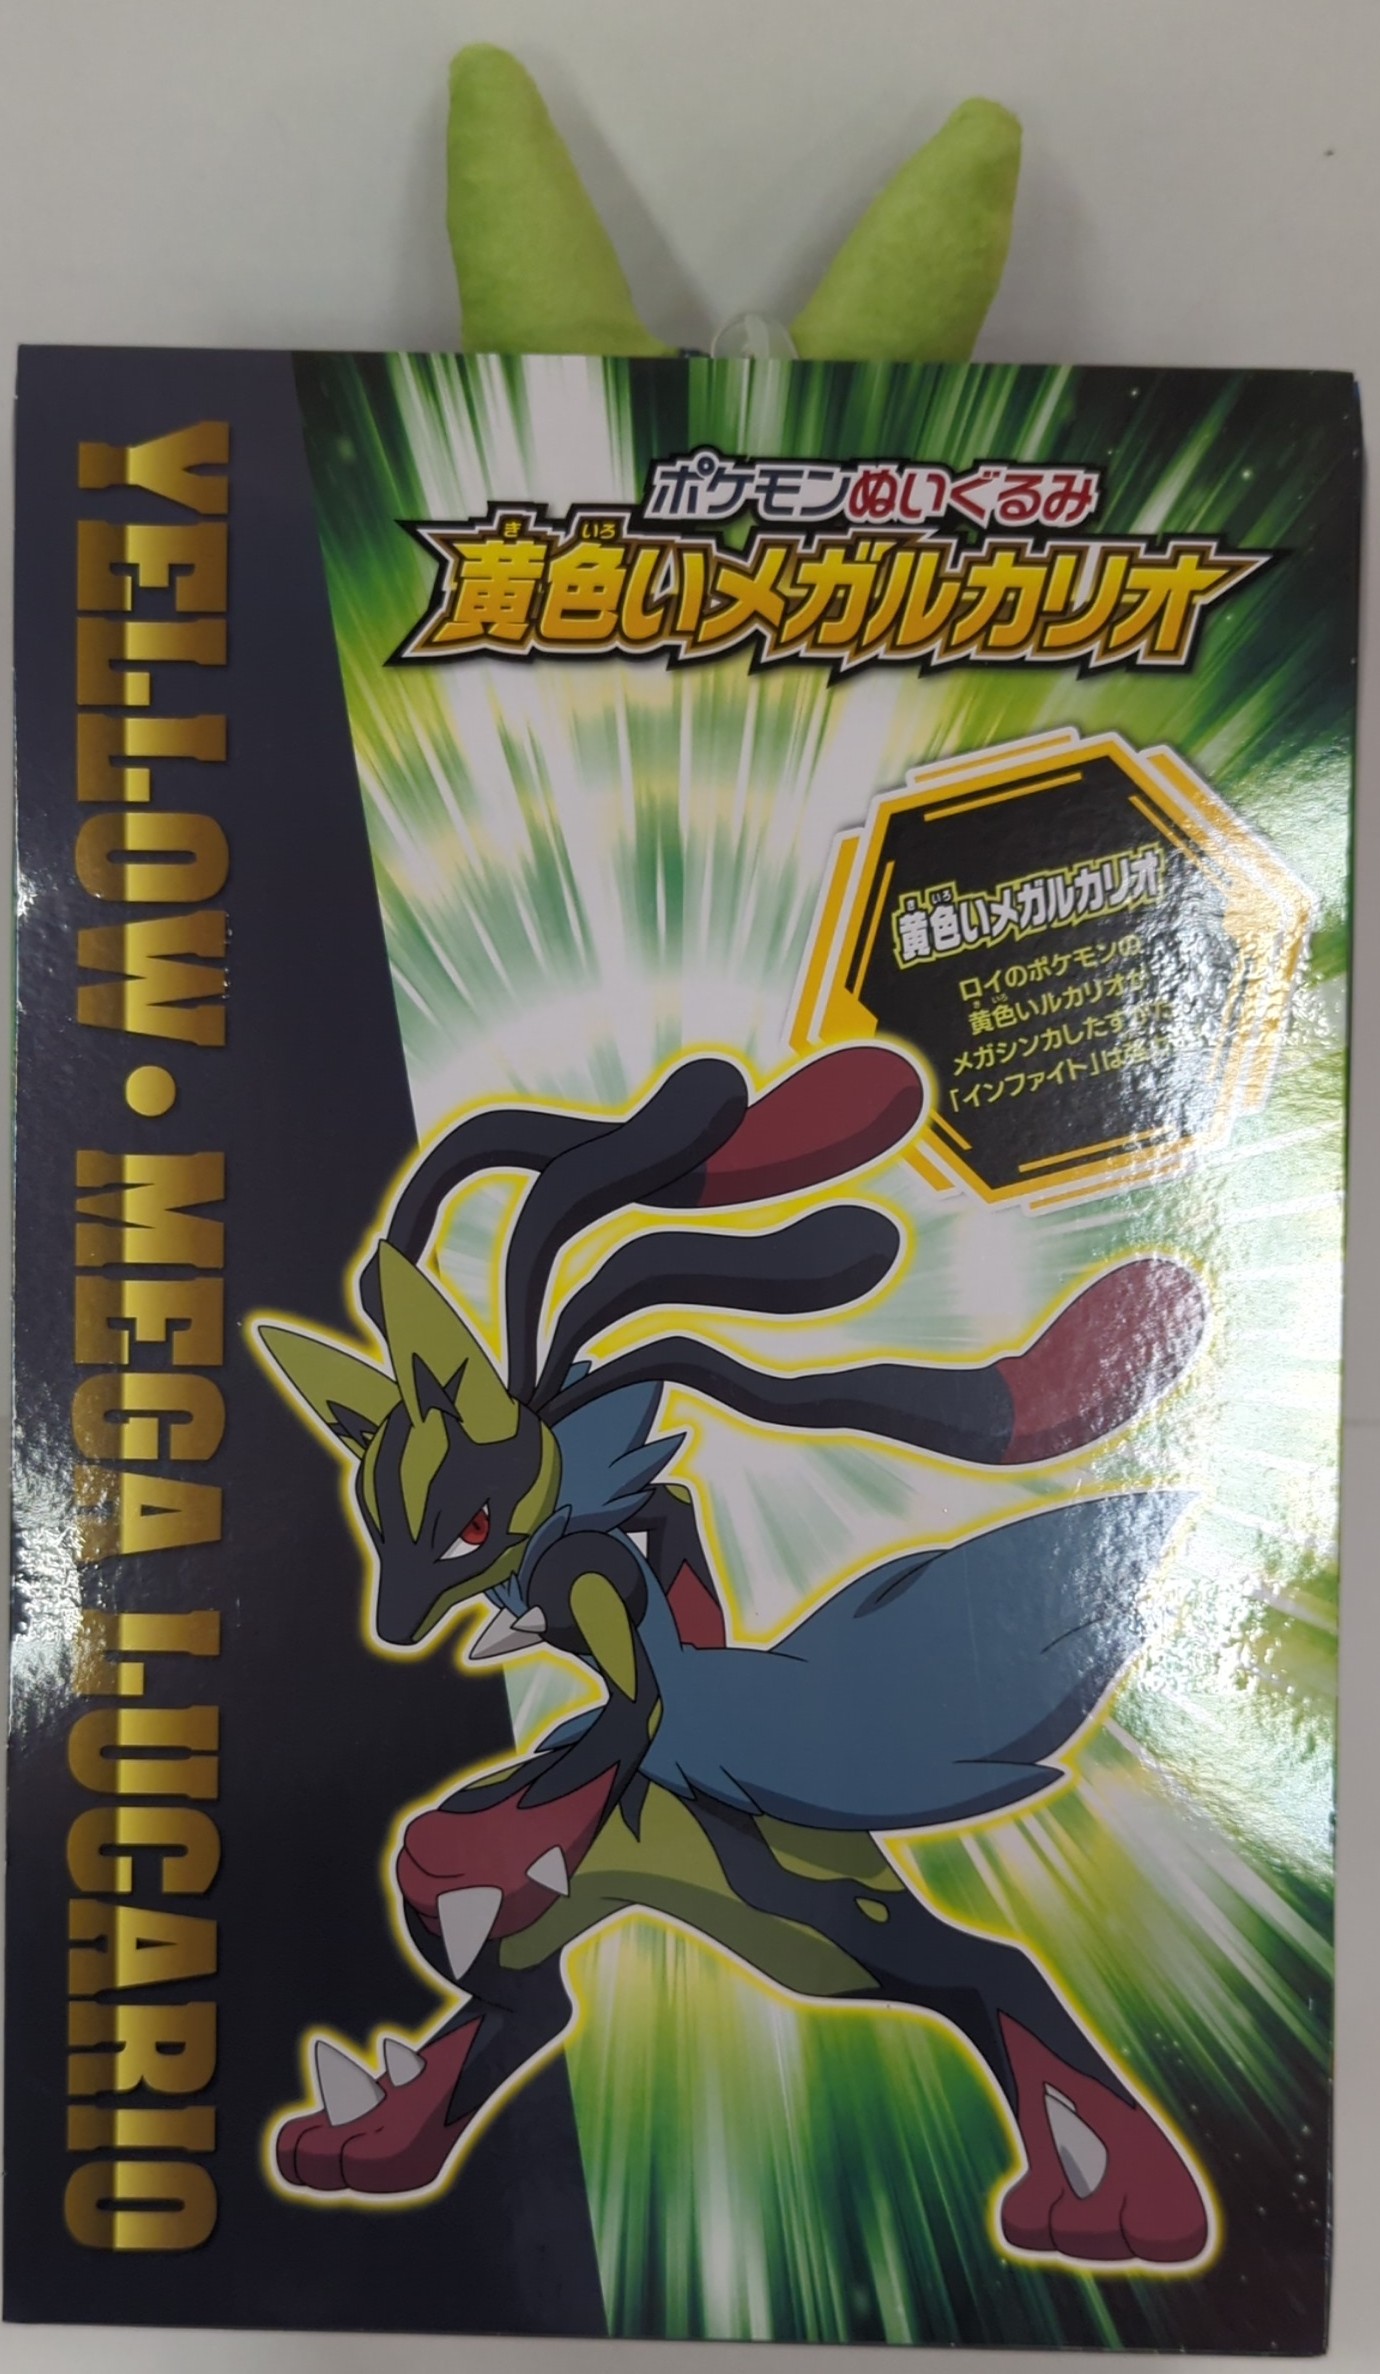 YELLOW・MEGA LUCARIO
ポケモンぬいぐるみ
黄色いメガルカリオ
黄色いメガルカリオ
ロイのポケモンの
黄色いルカリオが
メガシンカしたすがた
「インファイト」は